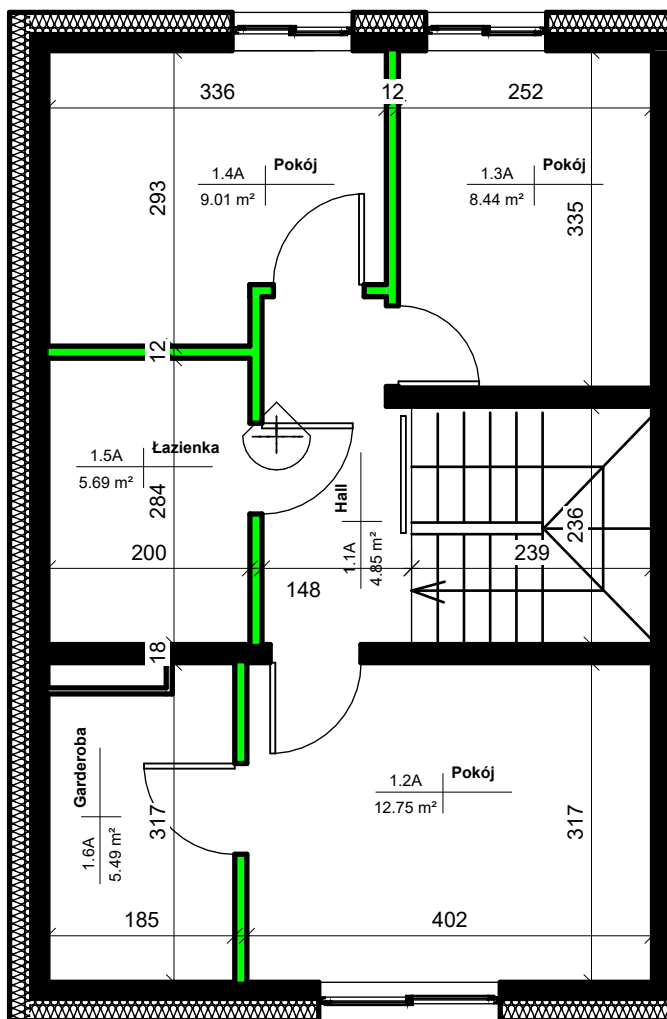 336
12
252
1.4A
Pokój
9.01 m²
1.3A
Pokój
8.44 m²
293
335
12
1.5A
Łazienka
5.69 m²
284
Hall
1.1A
4.85 m²
236
200
148
239
18
Garderoba
1.6A
5.49 m²
317
1.2A
Pokój
12.75 m²
317
185
402